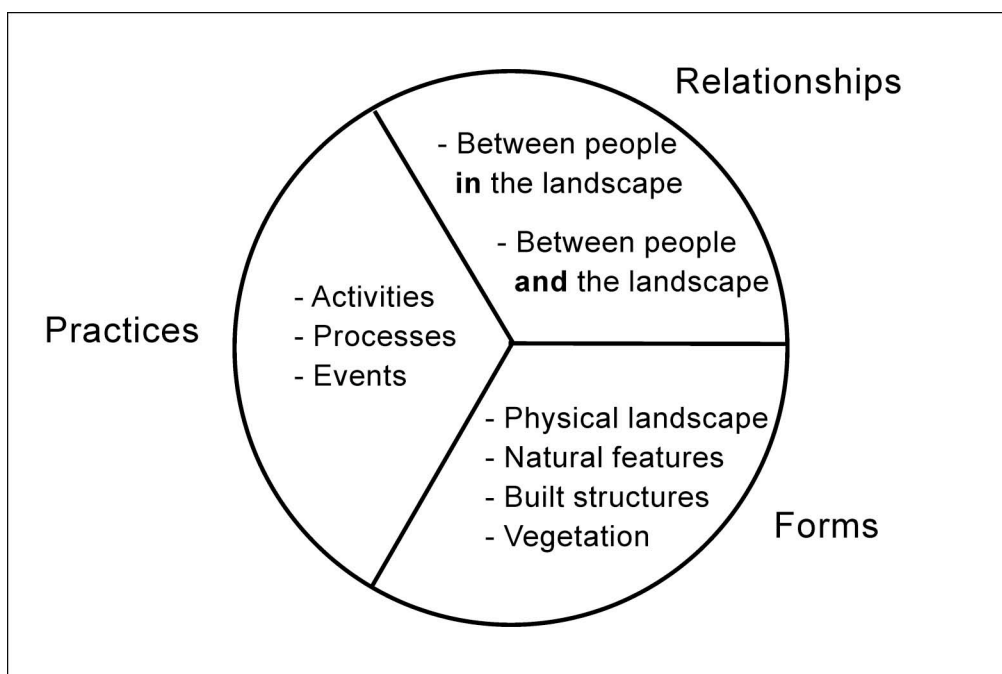 Relationships
- Between people
in the landscape
- Between people
and the landscape
Practices
- Activities
- Processes
- Events
- Physical landscape
- Natural features
- Built structures
- Vegetation
Forms